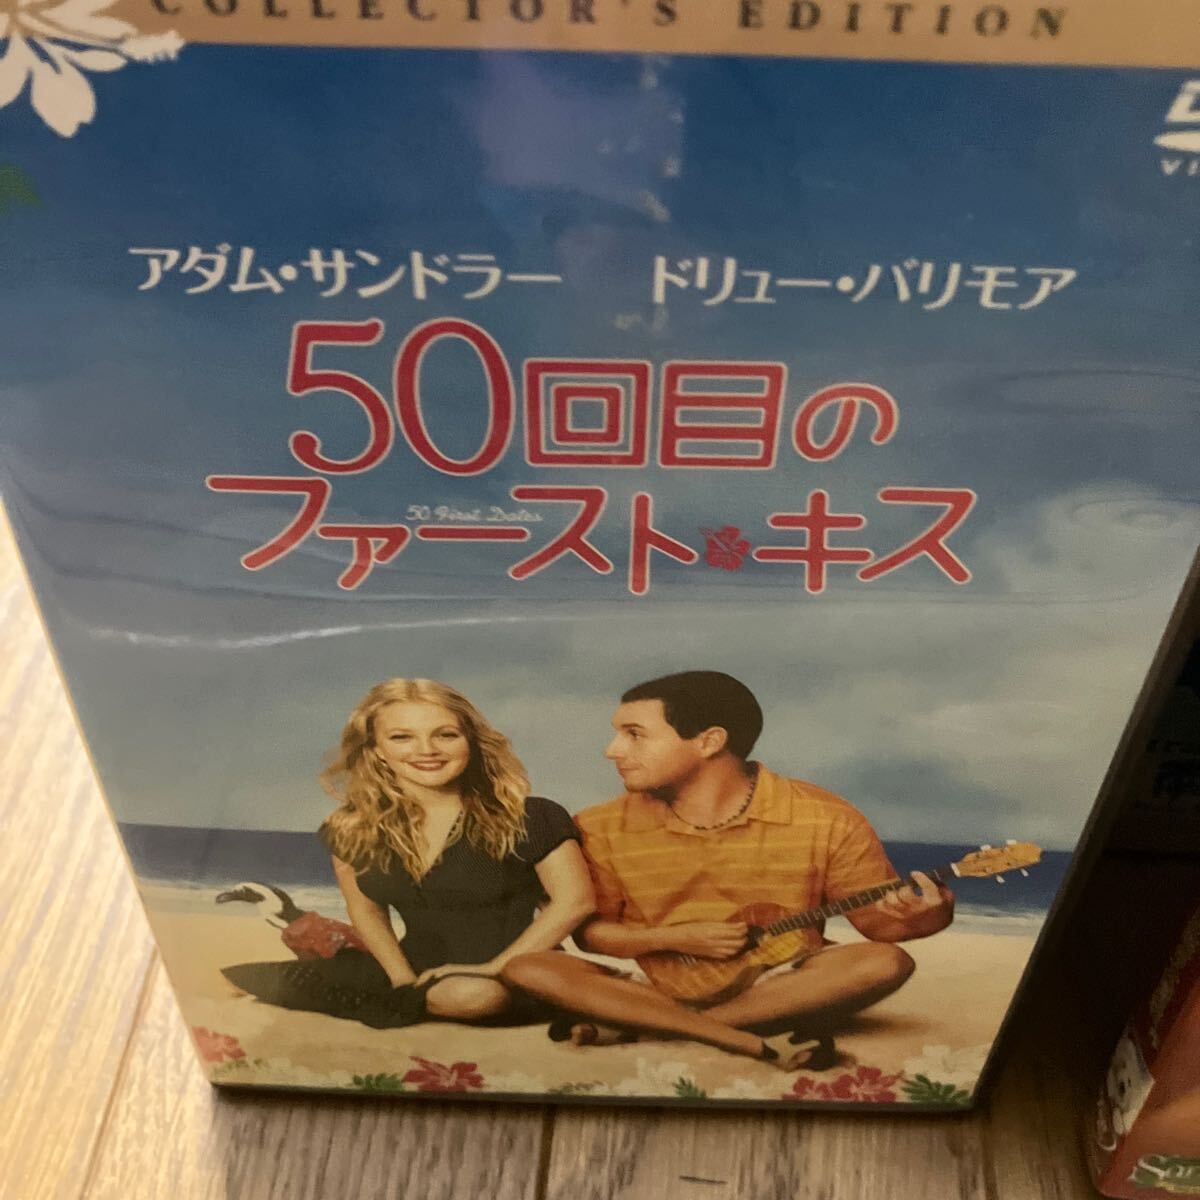 COLLECTOR'S EDITION
アダム・サンドラー ドリュー・バリモア
50回目の
50 First Dates
ファースト・キス